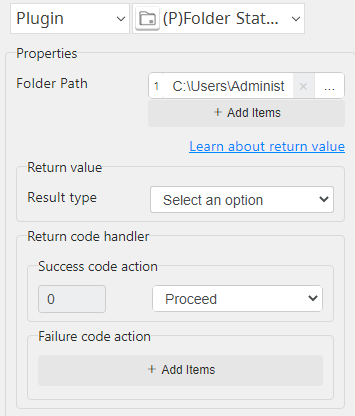 Plugin (P)Folder Stat...
Properties
Folder Path 1 C:\Users\Administ × ...
+ Add Items
Learn about return value
Return value
Result type Select an option
Return code handler
Success code action
0 Proceed
Failure code action
+ Add Items